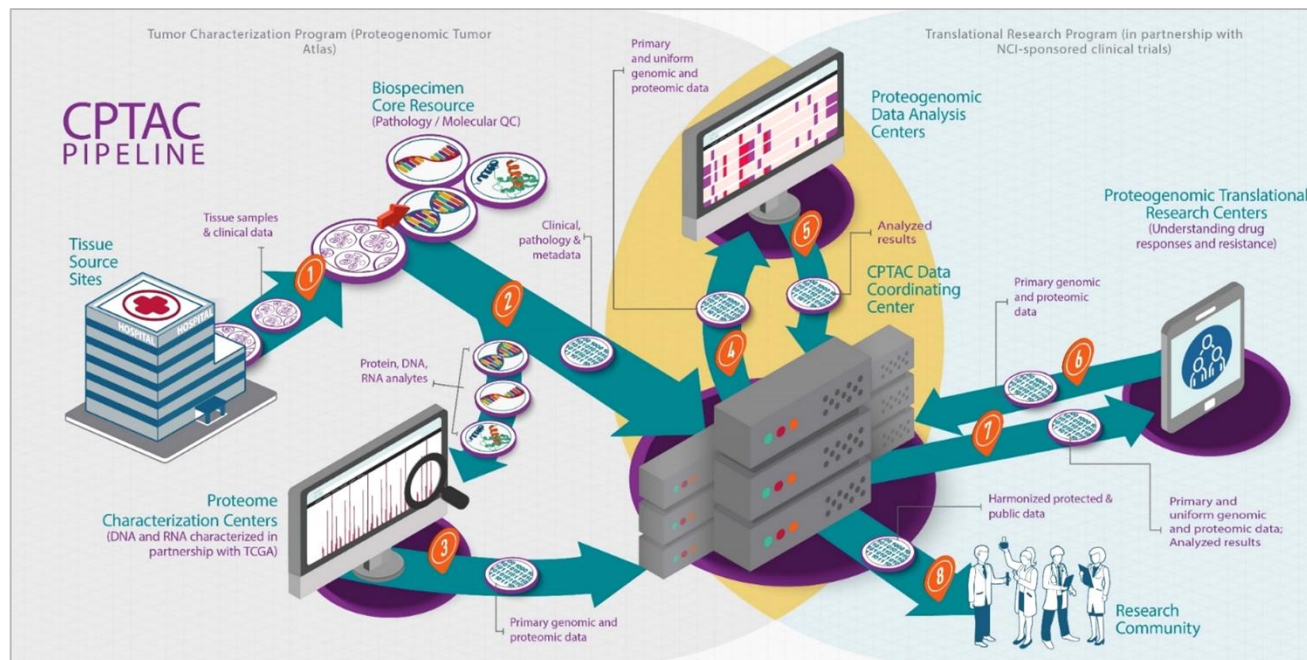 Tumor Characterization Program (Proteogenomic Tumor
Atlas)
Translational Research Program (in partnership with
NCI-sponsored clinical trials)
CPTAC
PIPELINE
Biospecimen
Core Resource
(Pathology / Molecular QC)
Primary
and uniform
genomic and
proteomic data
Proteogenomic
Data Analysis
Centers
Tissue samples
& clinical data
Tissue
Source
Sites
HOSPITAL
HOSPITAL
1
2
Clinical,
pathology &
metadata
Protein, DNA,
RNA analytes
5
Analyzed
results
CPTAC Data
Coordinating
Center
4
Proteogenomic Translational
Research Centers
(Understanding drug
responses and resistance)
Primary genomic
and proteomic
data
6
7
Proteome
Characterization Centers
(DNA and RNA characterized in
partnership with TCGA)
3
Primary genomic and
proteomic data
Harmonized protected &
public data
Primary and
uniform genomic
and proteomic data;
Analyzed results
8
Research
Community